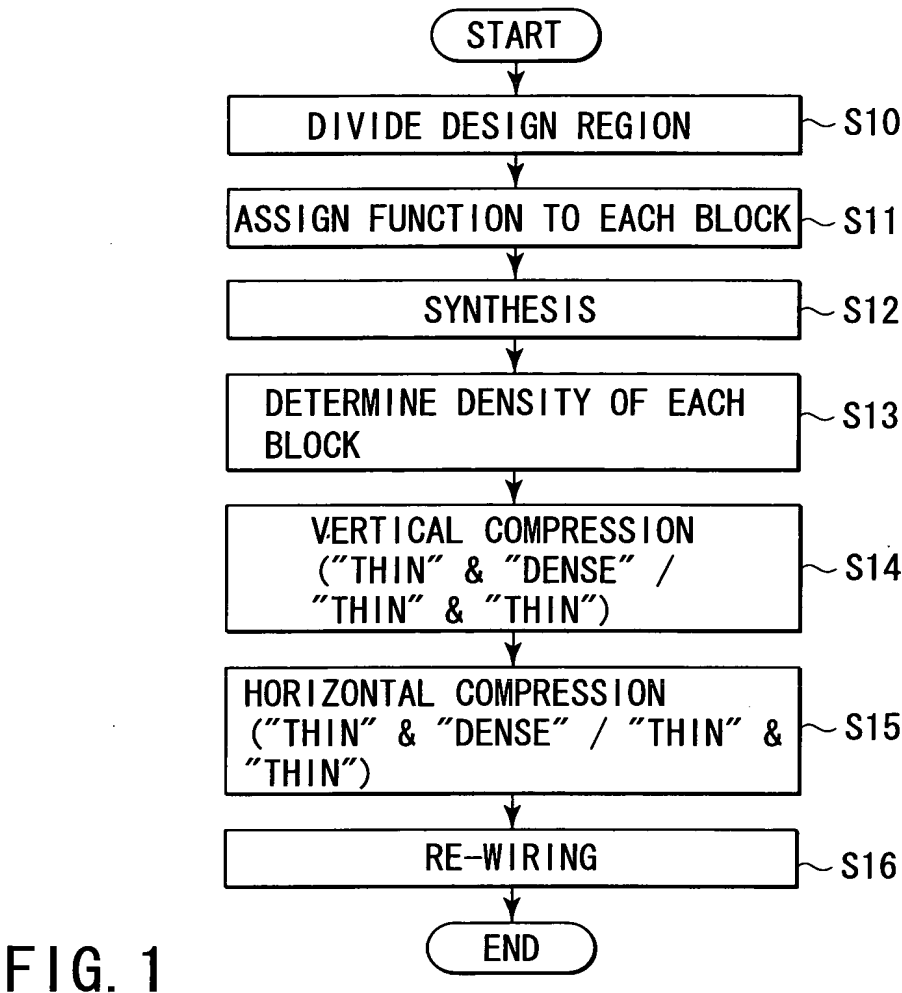 START
DIVIDE DESIGN REGION
S10
ASSIGN FUNCTION TO EACH BLOCK
S11
SYNTHESIS
S12
DETERMINE DENSITY OF EACH
BLOCK
S13
VERTICAL COMPRESSION
("THIN" & "DENSE" /
"THIN" & "THIN")
S14
HORIZONTAL COMPRESSION
("THIN" & "DENSE" / "THIN" &
"THIN")
S15
RE-WIRING
S16
END
FIG. 1